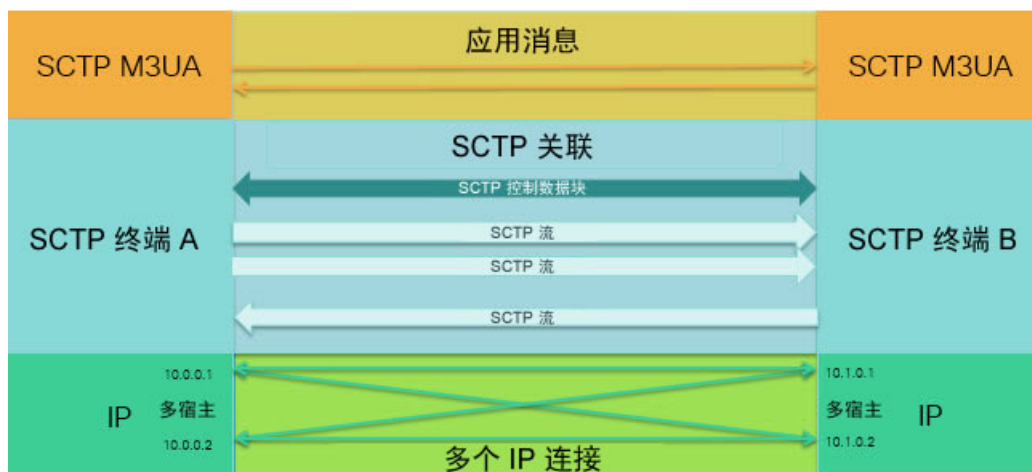 应用消息
SCTP M3UA
SCTP M3UA
SCTP 关联
SCTP 控制数据块
SCTP 流
SCTP 终端 A
SCTP 终端 B
SCTP 流
SCTP 流
10.0.0.1
10.1.0.1
IP
多宿主
多宿主
IP
10.0.0.2
10.1.0.2
多个 IP 连接